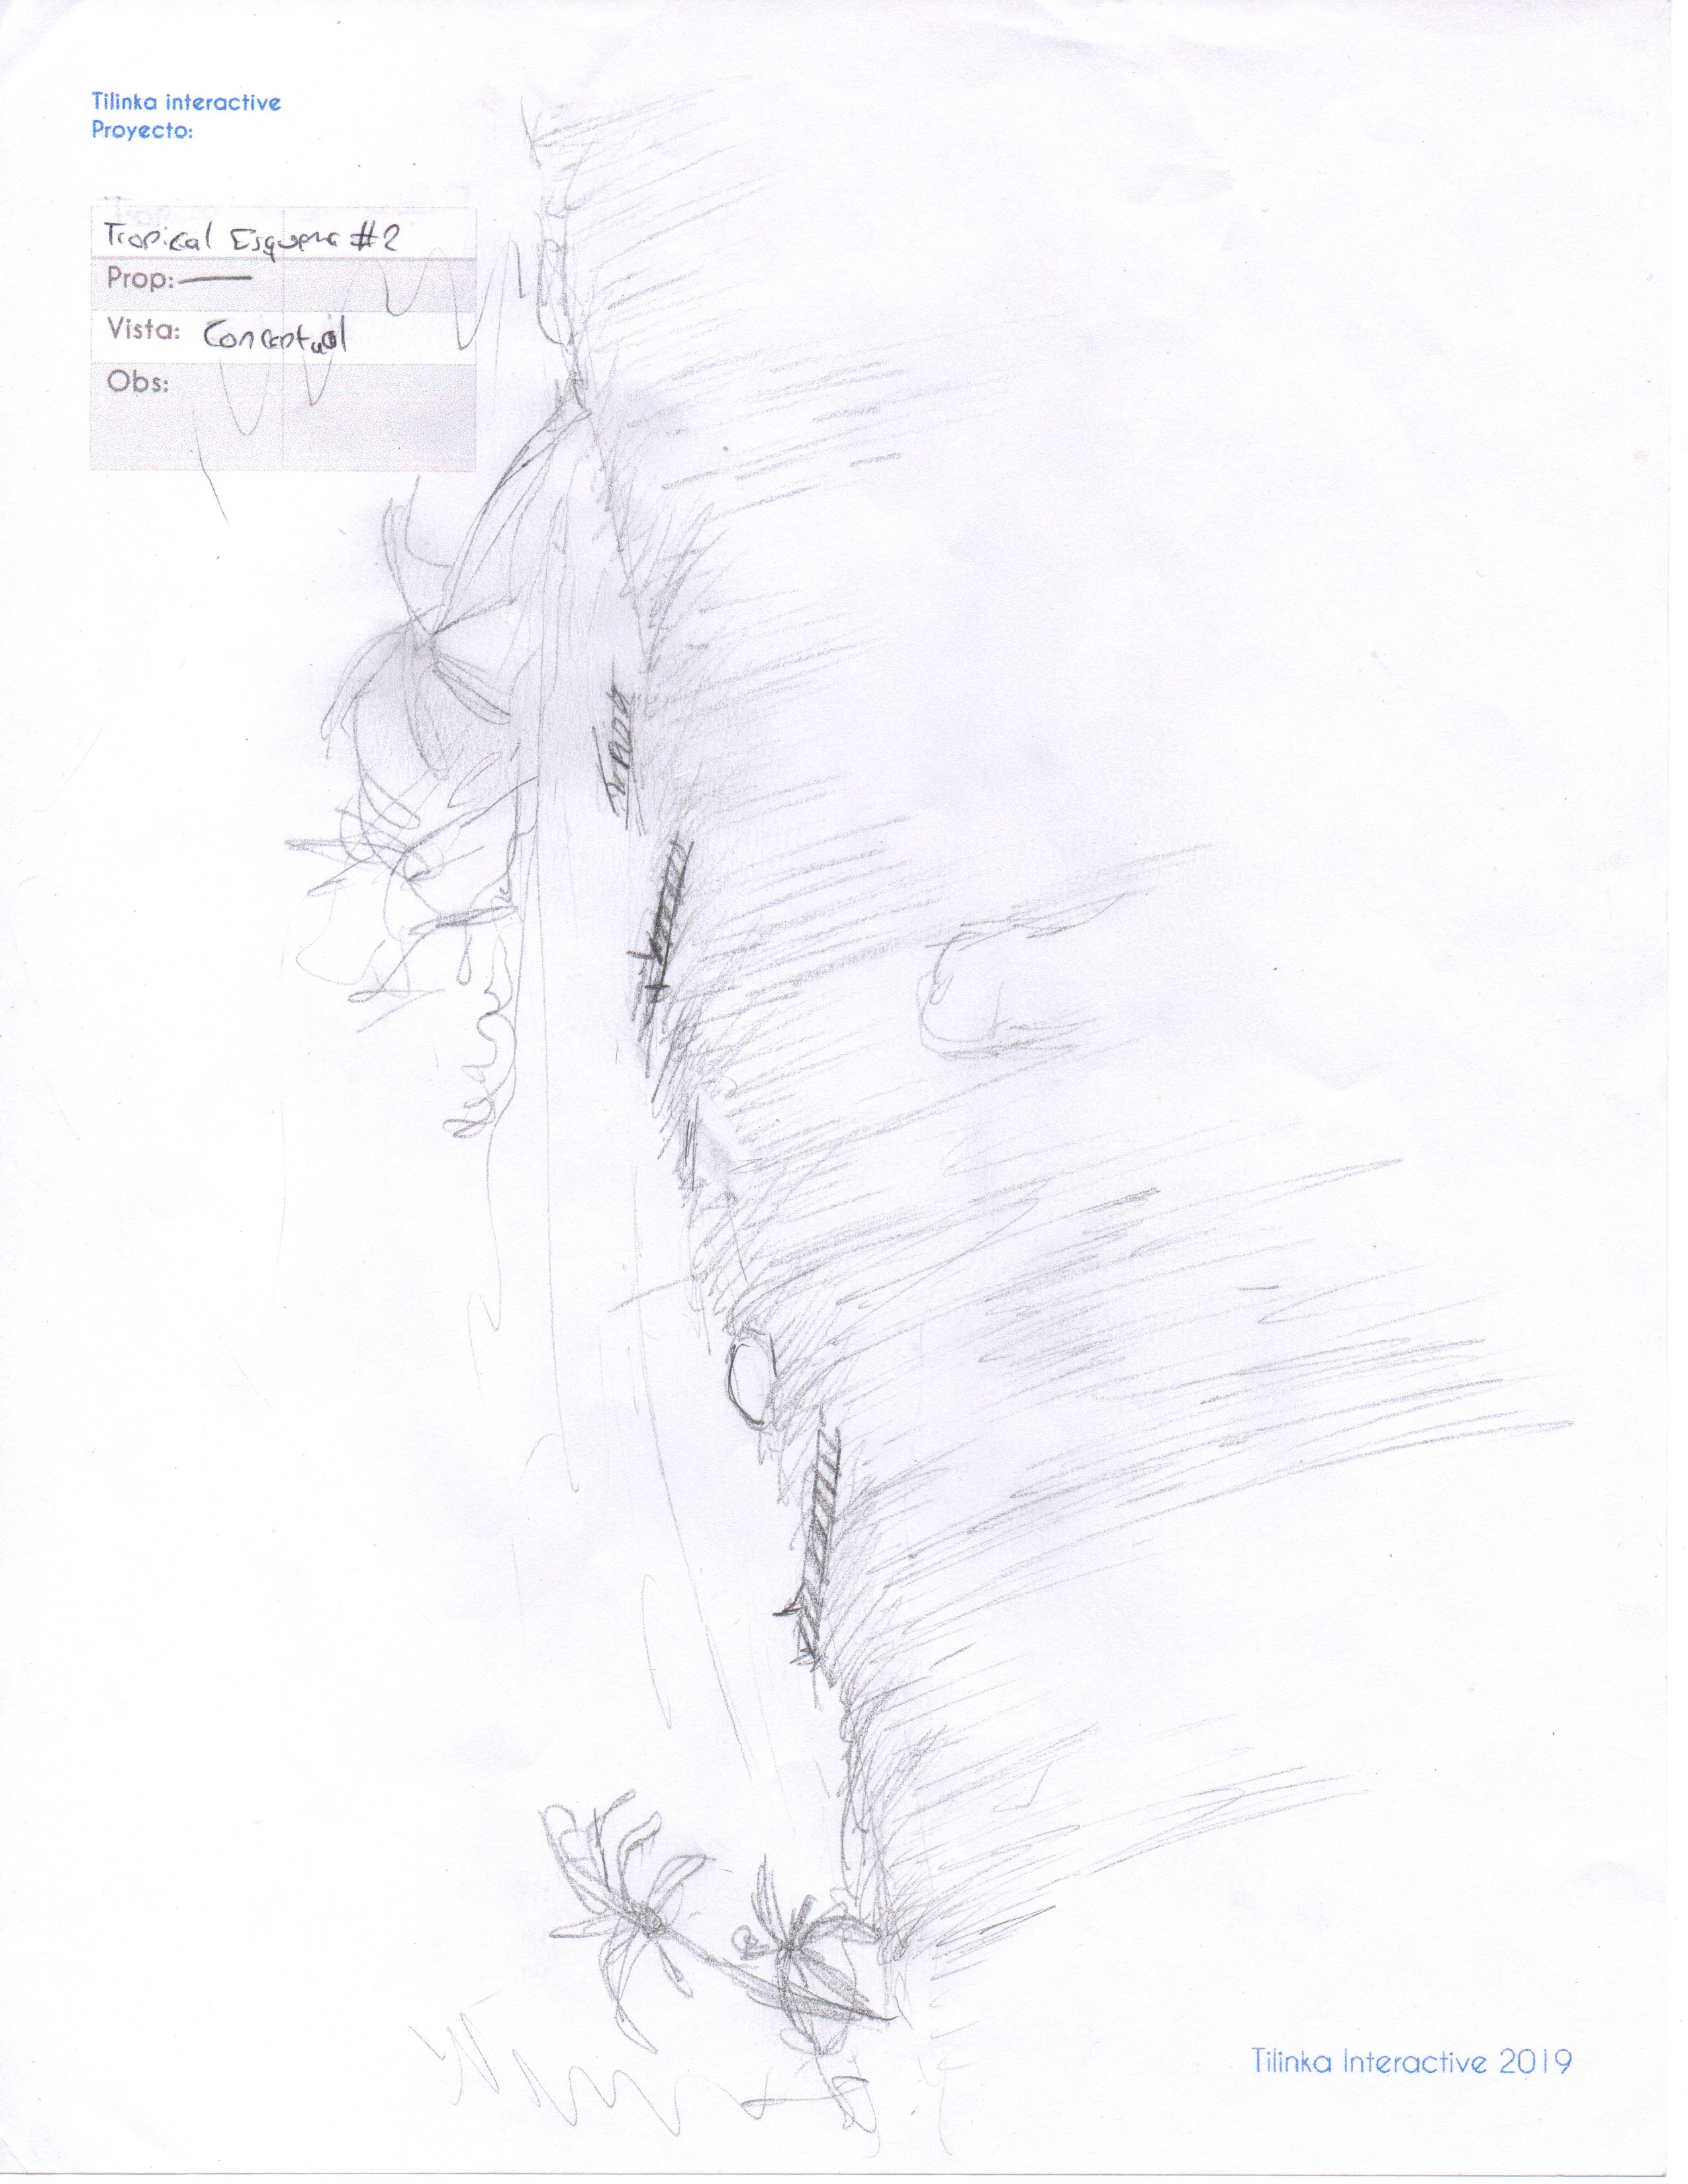 Tilinka interactive
Proyecto:
Tropical Esquema #2
Prop: —
Vista: Conceptual
Obs:
Tilinka Interactive 2019